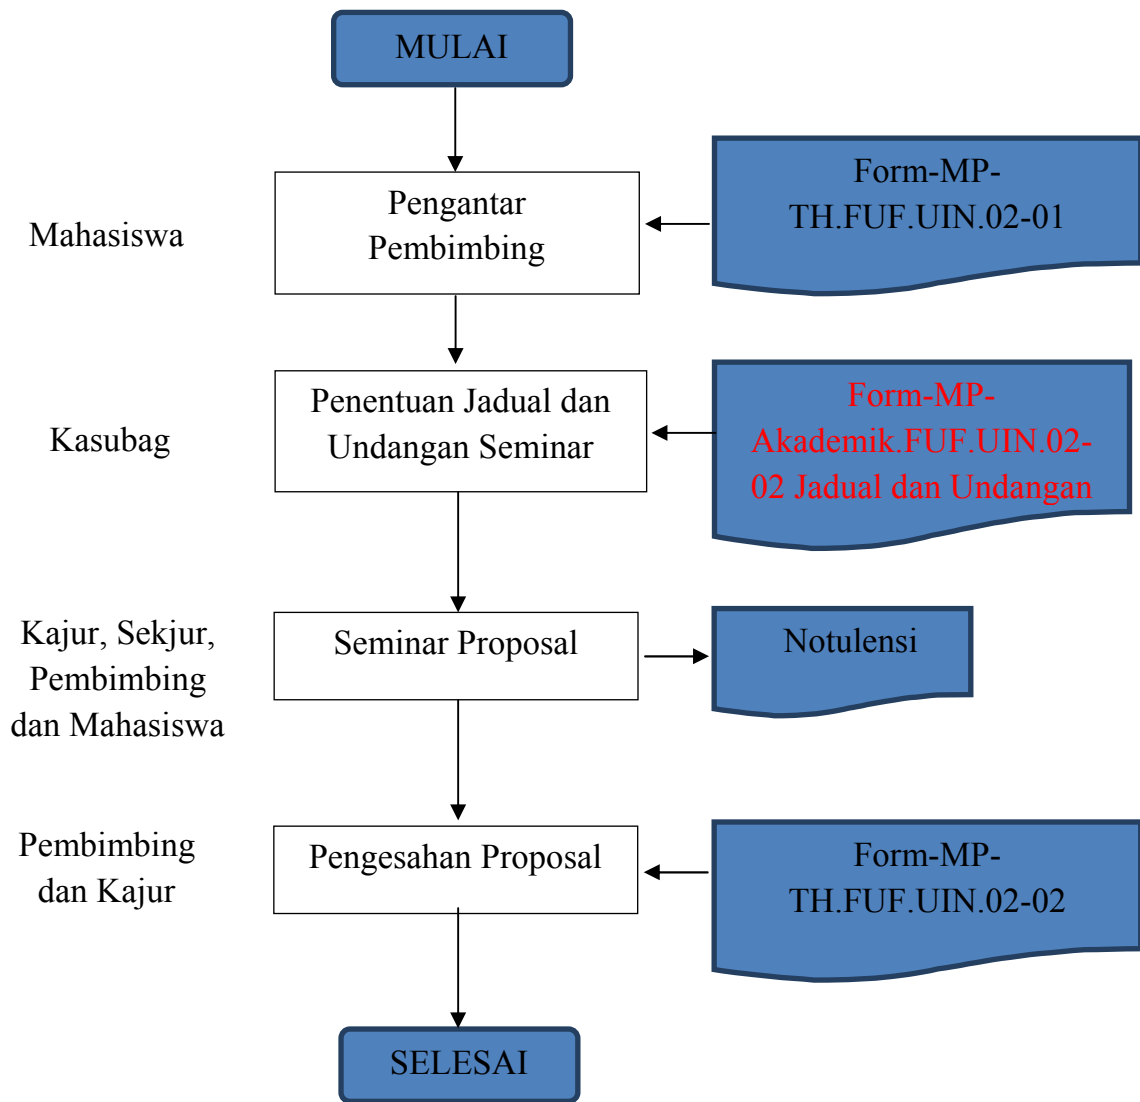 MULAI
Mahasiswa
Pengantar
Pembimbing
Form-MP-
TH.FUF.UIN.02-01
Kasubag
Penentuan Jadual dan
Undangan Seminar
Form-MP-
Akademik.FUF.UIN.02-
02 Jadual dan Undangan
Kajur, Sekjur,
Pembimbing
dan Mahasiswa
Seminar Proposal
Notulensi
Pembimbing
dan Kajur
Pengesahan Proposal
Form-MP-
TH.FUF.UIN.02-02
SELESAI